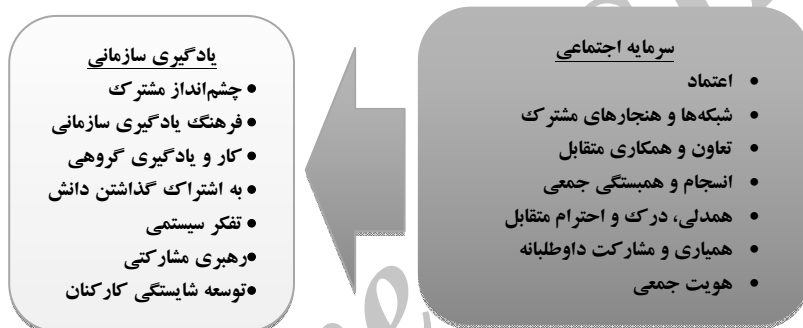 سرمایه اجتماعی
• اعتماد
• شبکه‌ها و هنجارهای مشترک
• تعاون و همکاری متقابل
• انسجام و همبستگی جمعی
• همدلی، درک و احترام متقابل
• همیاری و مشارکت داوطلبانه
• هویت جمعی
یادگیری سازمانی
• چشم‌انداز مشترک
• فرهنگ یادگیری سازمانی
• کار و یادگیری گروهی
• به اشتراک گذاشتن دانش
• تفکر سیستمی
•رهبری مشارکتی
•توسعه شایستگی کارکنان